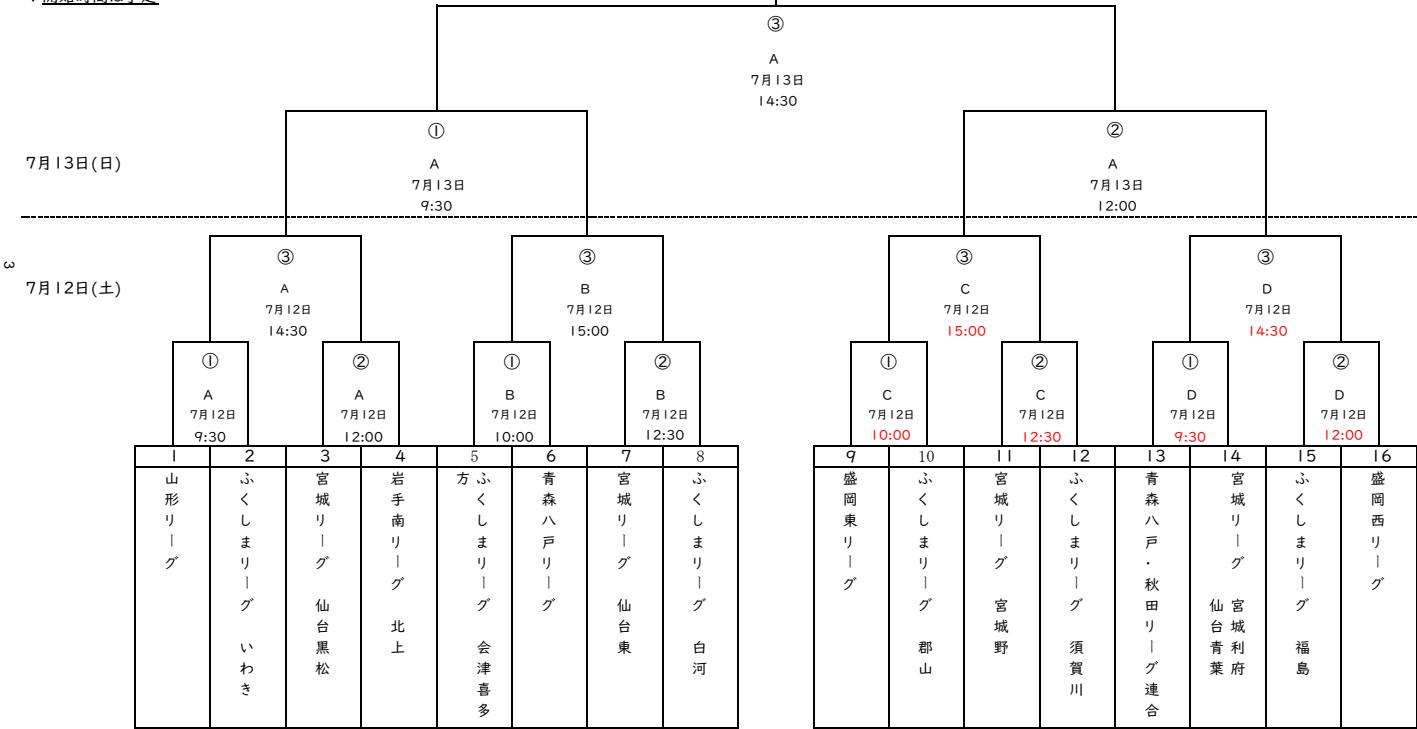 開始時間は予定
③
A
7月13日
14:30
① ②
7月13日(日)
A A
7月13日 7月13日
9:30 12:00
③ ③ ③ ③
3
7月12日(土)
A B C D
7月12日 7月12日 7月12日 7月12日
14:30 15:00 15:00 14:30
① ② ① ② ① ② ① ②
A A B B C C D D
7月12日 7月12日 7月12日 7月12日 7月12日 7月12日 7月12日 7月12日
9:30 12:00 10:00 12:30 10:00 12:30 9:30 12:00
1 2 3 4 5 6 7 8 9 10 11 12 13 14 15 16
山形リーグ
ふくしまリーグ いわき
宮城リーグ 仙台黒松
岩手南リーグ 北上
ふくしまリーグ 会津喜多
方
青森八戸リーグ
宮城リーグ 仙台東
ふくしまリーグ 白河
盛岡東リーグ
ふくしまリーグ 郡山
宮城リーグ 宮城野
ふくしまリーグ 須賀川
青森八戸・秋田リーグ連合
宮城リーグ 宮城利府
仙台青葉
ふくしまリーグ 福島
盛岡西リーグ